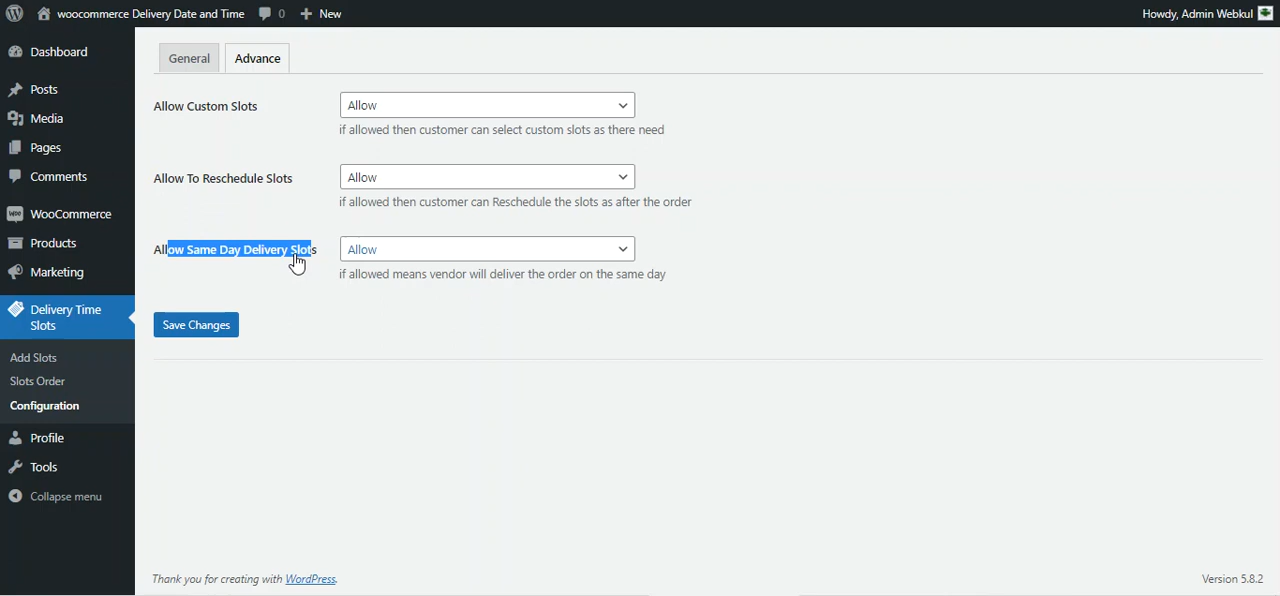 woocommerce Delivery Date and Time 0 New Howdy, Admin Webkul
Dashboard
Posts
Media
Pages
Comments
WooCommerce
Products
Marketing
Delivery Time
Slots
Add Slots
Slots Order
Configuration
Profile
Tools
Collapse menu
General Advance
Allow Custom Slots Allow
if allowed then customer can select custom slots as there need
Allow To Reschedule Slots Allow
if allowed then customer can Reschedule the slots as after the order
Allow Same Day Delivery Slots Allow
if allowed means vendor will deliver the order on the same day
Save Changes
Thank you for creating with WordPress. Version 5.8.2